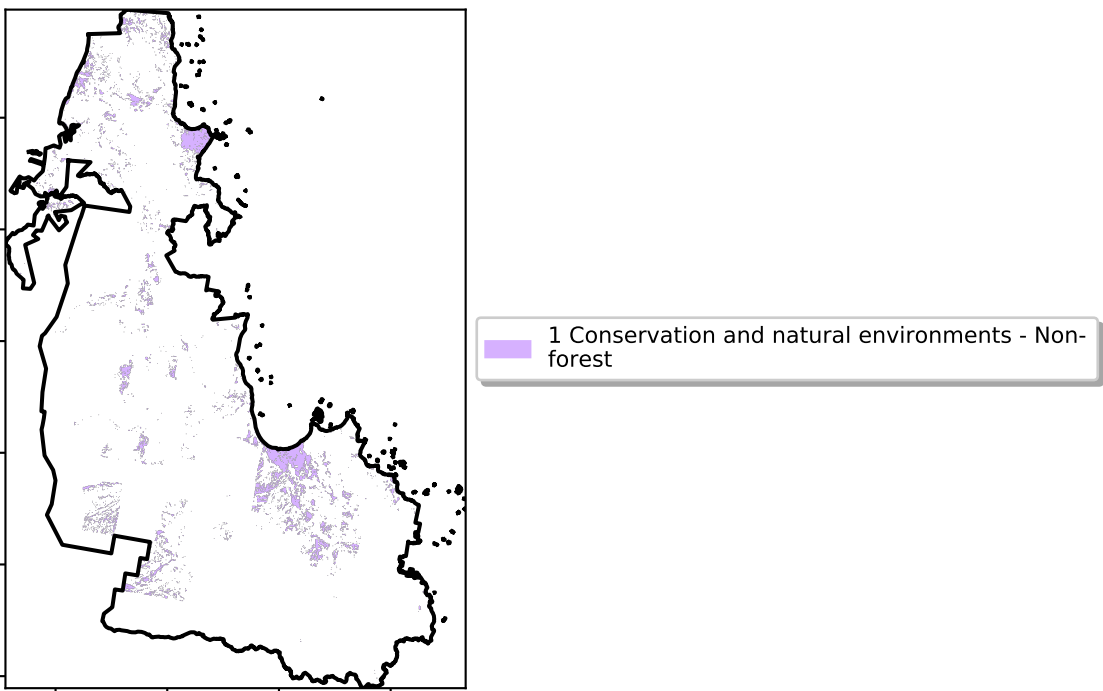 1 Conservation and natural environments - Non-
forest